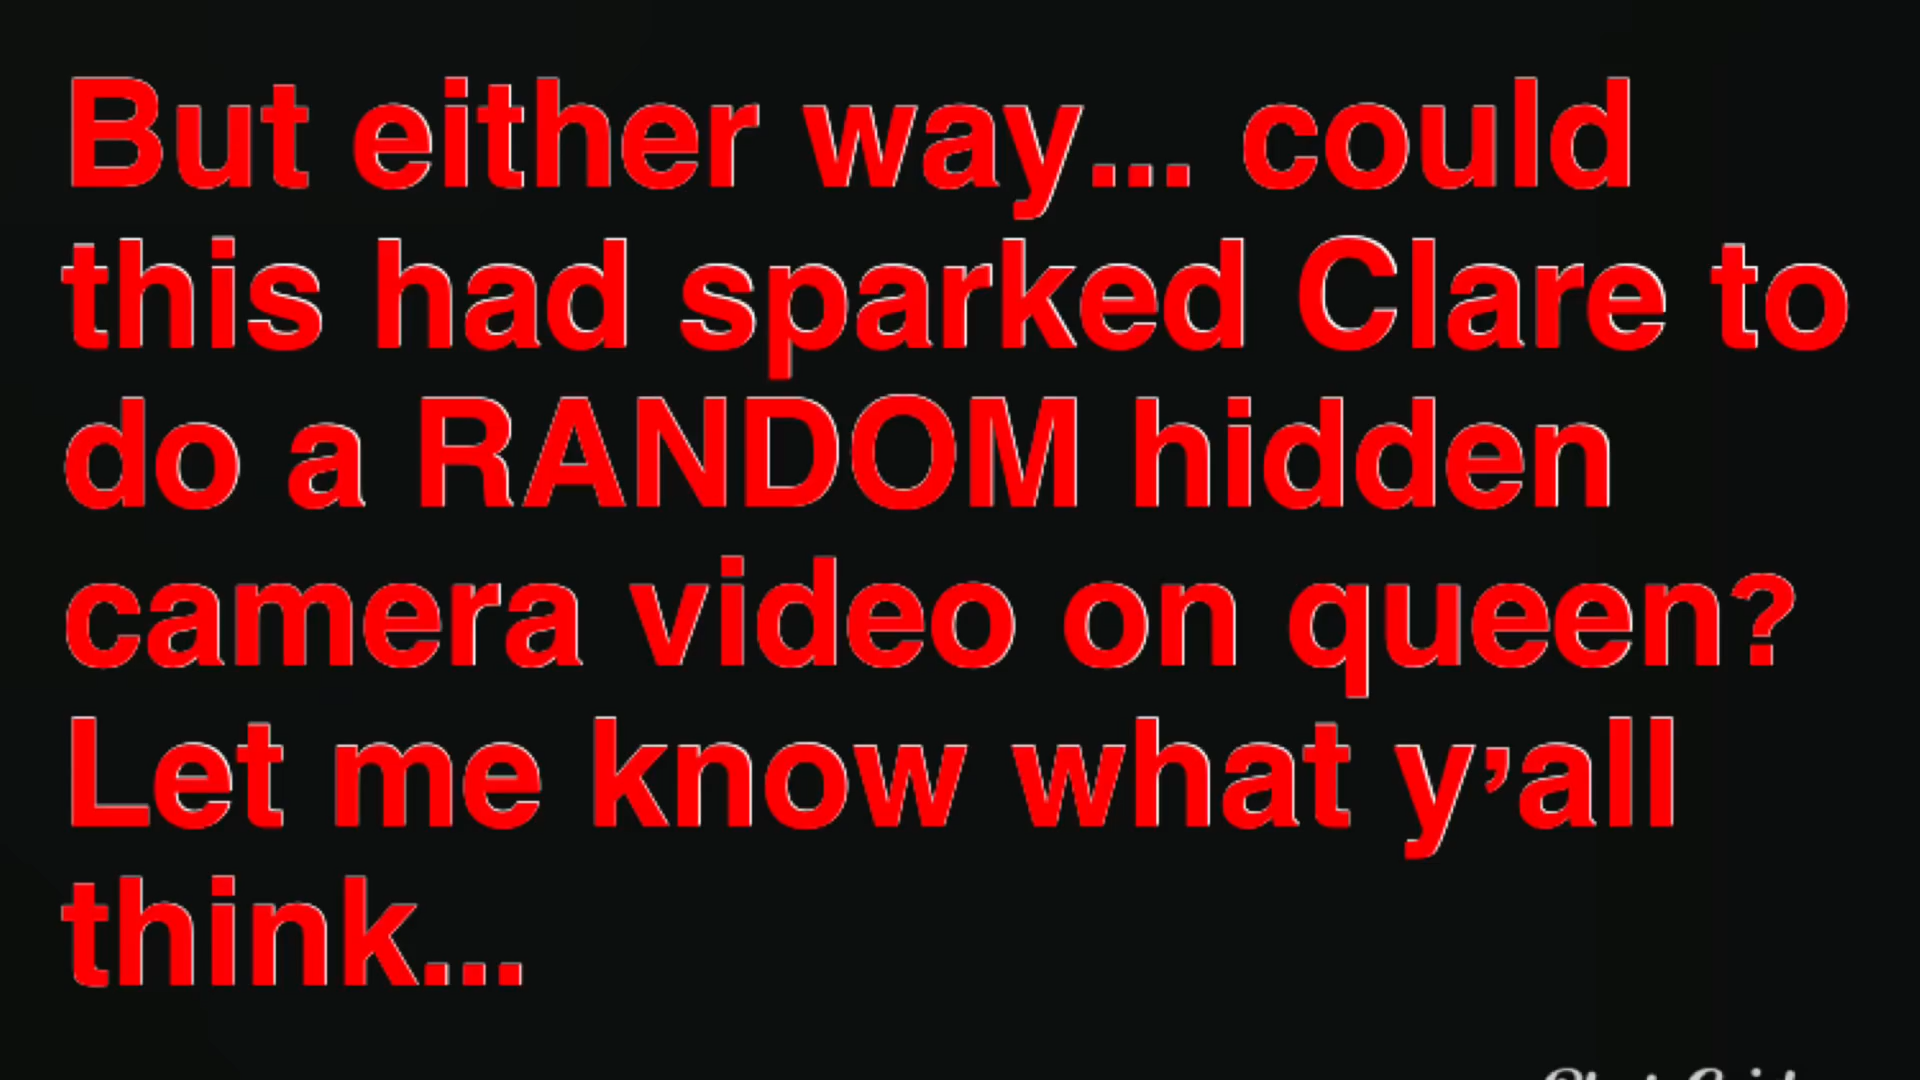 But either way... could
this had sparked Clare to
do a RANDOM hidden
camera video on queen?
Let me know what y’all
think...